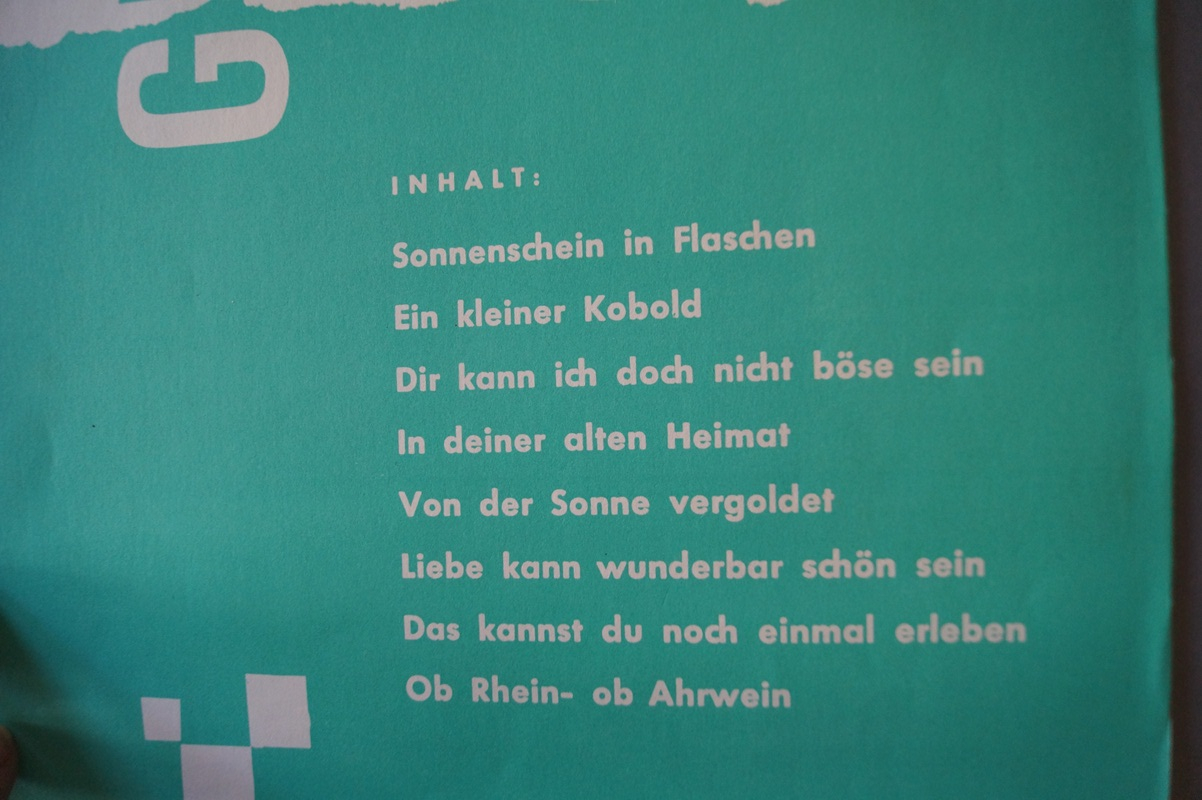 G
INHALT:
Sonnenschein in Flaschen
Ein kleiner Kobold
Dir kann ich doch nicht böse sein
In deiner alten Heimat
Von der Sonne vergoldet
Liebe kann wunderbar schön sein
Das kannst du noch einmal erleben
Ob Rhein- ob Ahrwein